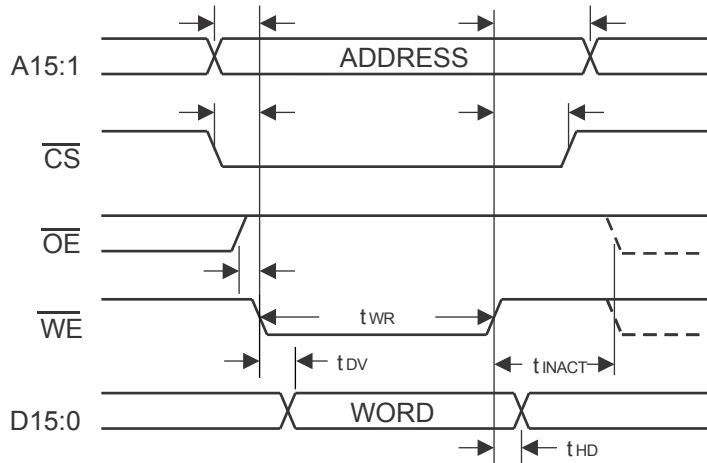 A15:1
ADDRESS
CS
OE
WE
tWR
tDV
tINACT
D15:0
WORD
tHD